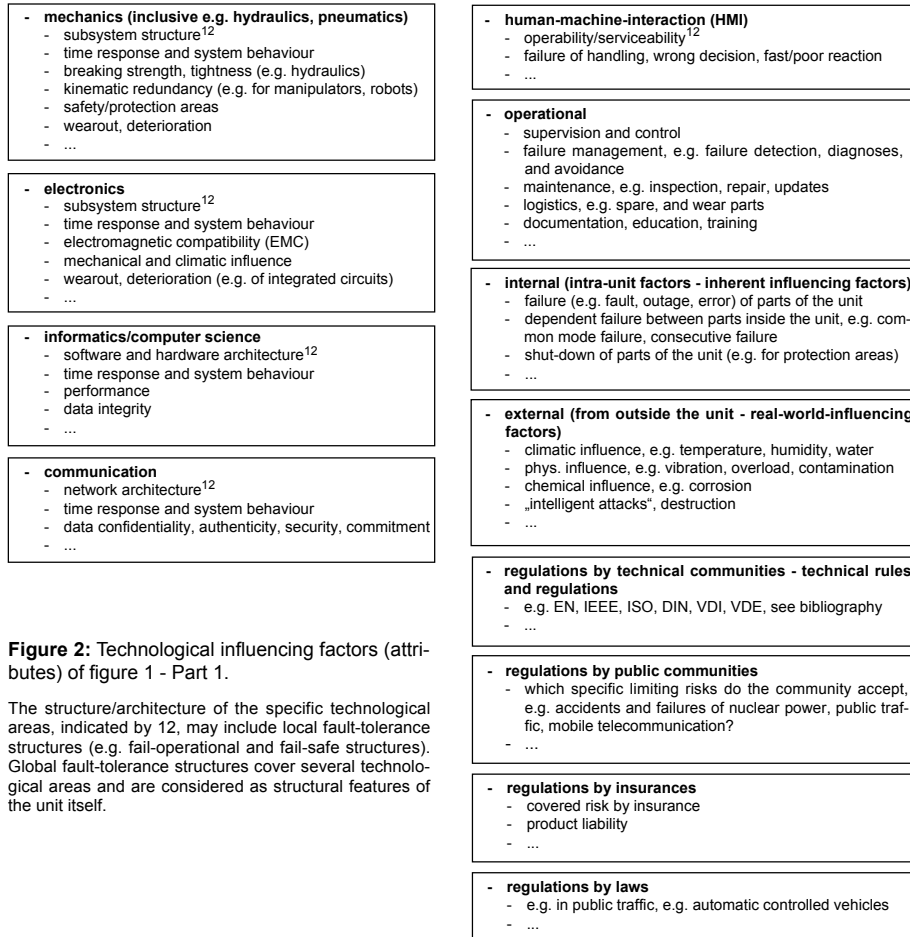 - mechanics (inclusive e.g. hydraulics, pneumatics)
- subsystem structure12
- time response and system behaviour
- breaking strength, tightness (e.g. hydraulics)
- kinematic redundancy (e.g. for manipulators, robots)
- safety/protection areas
- wearout, deterioration
- ...
- electronics
- subsystem structure12
- time response and system behaviour
- electromagnetic compatibility (EMC)
- mechanical and climatic influence
- wearout, deterioration (e.g. of integrated circuits)
- ...
- informatics/computer science
- software and hardware architecture12
- time response and system behaviour
- performance
- data integrity
- ...
- communication
- network architecture12
- time response and system behaviour
- data confidentiality, authenticity, security, commitment
- ...
Figure 2: Technological influencing factors (attri-
butes) of figure 1 - Part 1.
The structure/architecture of the specific technological
areas, indicated by 12, may include local fault-tolerance
structures (e.g. fail-operational and fail-safe structures).
Global fault-tolerance structures cover several technolo-
gical areas and are considered as structural features of
the unit itself.
- human-machine-interaction (HMI)
- operability/serviceability12
- failure of handling, wrong decision, fast/poor reaction
- ...
- operational
- supervision and control
- failure management, e.g. failure detection, diagnoses,
and avoidance
- maintenance, e.g. inspection, repair, updates
- logistics, e.g. spare, and wear parts
- documentation, education, training
- ...
- internal (intra-unit factors - inherent influencing factors)
- failure (e.g. fault, outage, error) of parts of the unit
- dependent failure between parts inside the unit, e.g. com-
mon mode failure, consecutive failure
- shut-down of parts of the unit (e.g. for protection areas)
- ...
- external (from outside the unit - real-world-influencing
factors)
- climatic influence, e.g. temperature, humidity, water
- phys. influence, e.g. vibration, overload, contamination
- chemical influence, e.g. corrosion
- „intelligent attacks“, destruction
- ...
- regulations by technical communities - technical rules
and regulations
- e.g. EN, IEEE, ISO, DIN, VDI, VDE, see bibliography
- ...
- regulations by public communities
- which specific limiting risks do the community accept,
e.g. accidents and failures of nuclear power, public traf-
fic, mobile telecommunication?
- ...
- regulations by insurances
- covered risk by insurance
- product liability
- ...
- regulations by laws
- e.g. in public traffic, e.g. automatic controlled vehicles
- ...